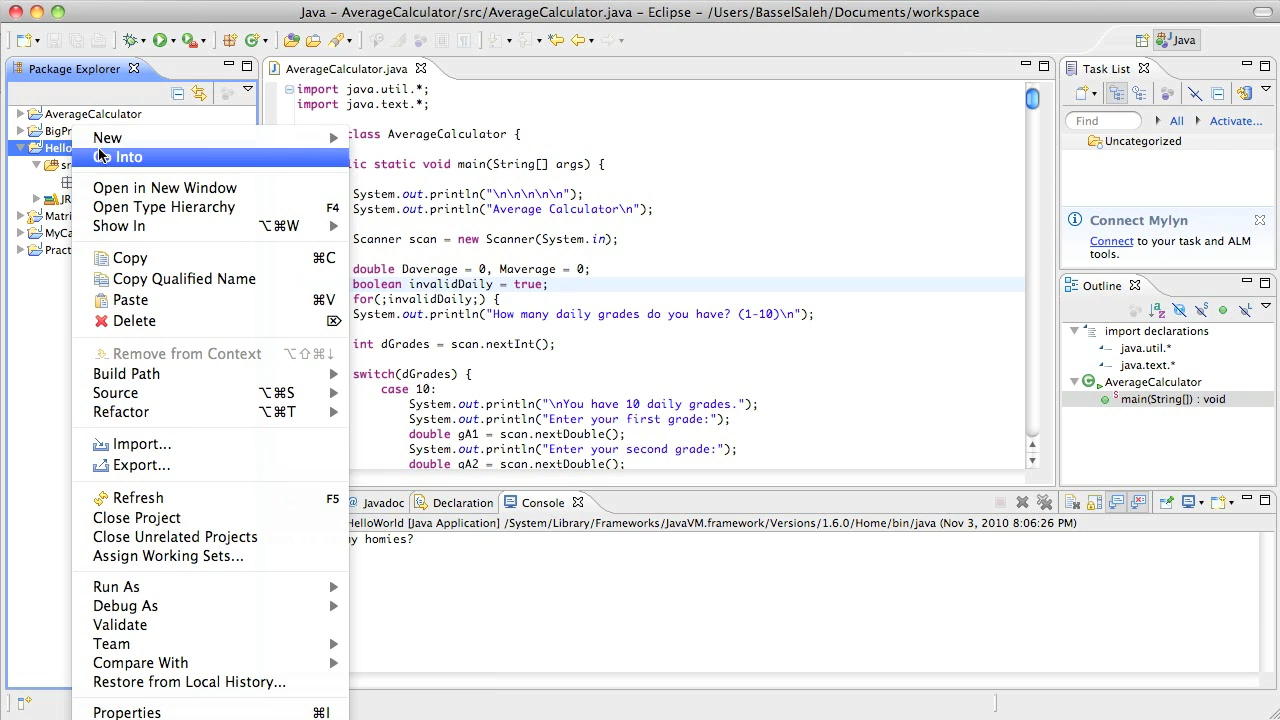 Java - AverageCalculator/src/AverageCalculator.java - Eclipse - /Users/BasselSaleh/Documents/workspace
Java
Package Explorer
AverageCalculator
BigPr
Hello
sr
JR
Matri
MyCa
Pract
New
Into
Open in New Window
Open Type Hierarchy F4
Show In ⌥⌘W
Copy ⌘C
Copy Qualified Name
Paste ⌘V
Delete ⌦
Remove from Context ⌥⇧⌘↓
Build Path
Source ⌥⌘S
Refactor ⌥⌘T
Import...
Export...
Refresh F5
Close Project
Close Unrelated Projects
Assign Working Sets...
Run As
Debug As
Validate
Team
Compare With
Restore from Local History...
Properties ⌘I
AverageCalculator.java
import java.util.*;
import java.text.*;
class AverageCalculator {
lic static void main(String[] args) {
System.out.println("\n\n\n\n\n");
System.out.println("Average Calculator\n");
Scanner scan = new Scanner(System.in);
double Daverage = 0, Maverage = 0;
boolean invalidDaily = true;
for(;invalidDaily;) {
System.out.println("How many daily grades do you have? (1-10)\n");
int dGrades = scan.nextInt();
switch(dGrades) {
case 10:
System.out.println("\nYou have 10 daily grades.");
System.out.println("Enter your first grade:");
double gA1 = scan.nextDouble();
System.out.println("Enter your second grade:");
double gA2 = scan.nextDouble();
@ Javadoc
Declaration
Console
HelloWorld [Java Application] /System/Library/Frameworks/JavaVM.framework/Versions/1.6.0/Home/bin/java (Nov 3, 2010 8:06:26 PM)
y homies?
Task List
Find
All
Activate...
Uncategorized
Connect Mylyn
Connect to your task and ALM
tools.
Outline
import declarations
java.util.*
java.text.*
AverageCalculator
main(String[]) : void